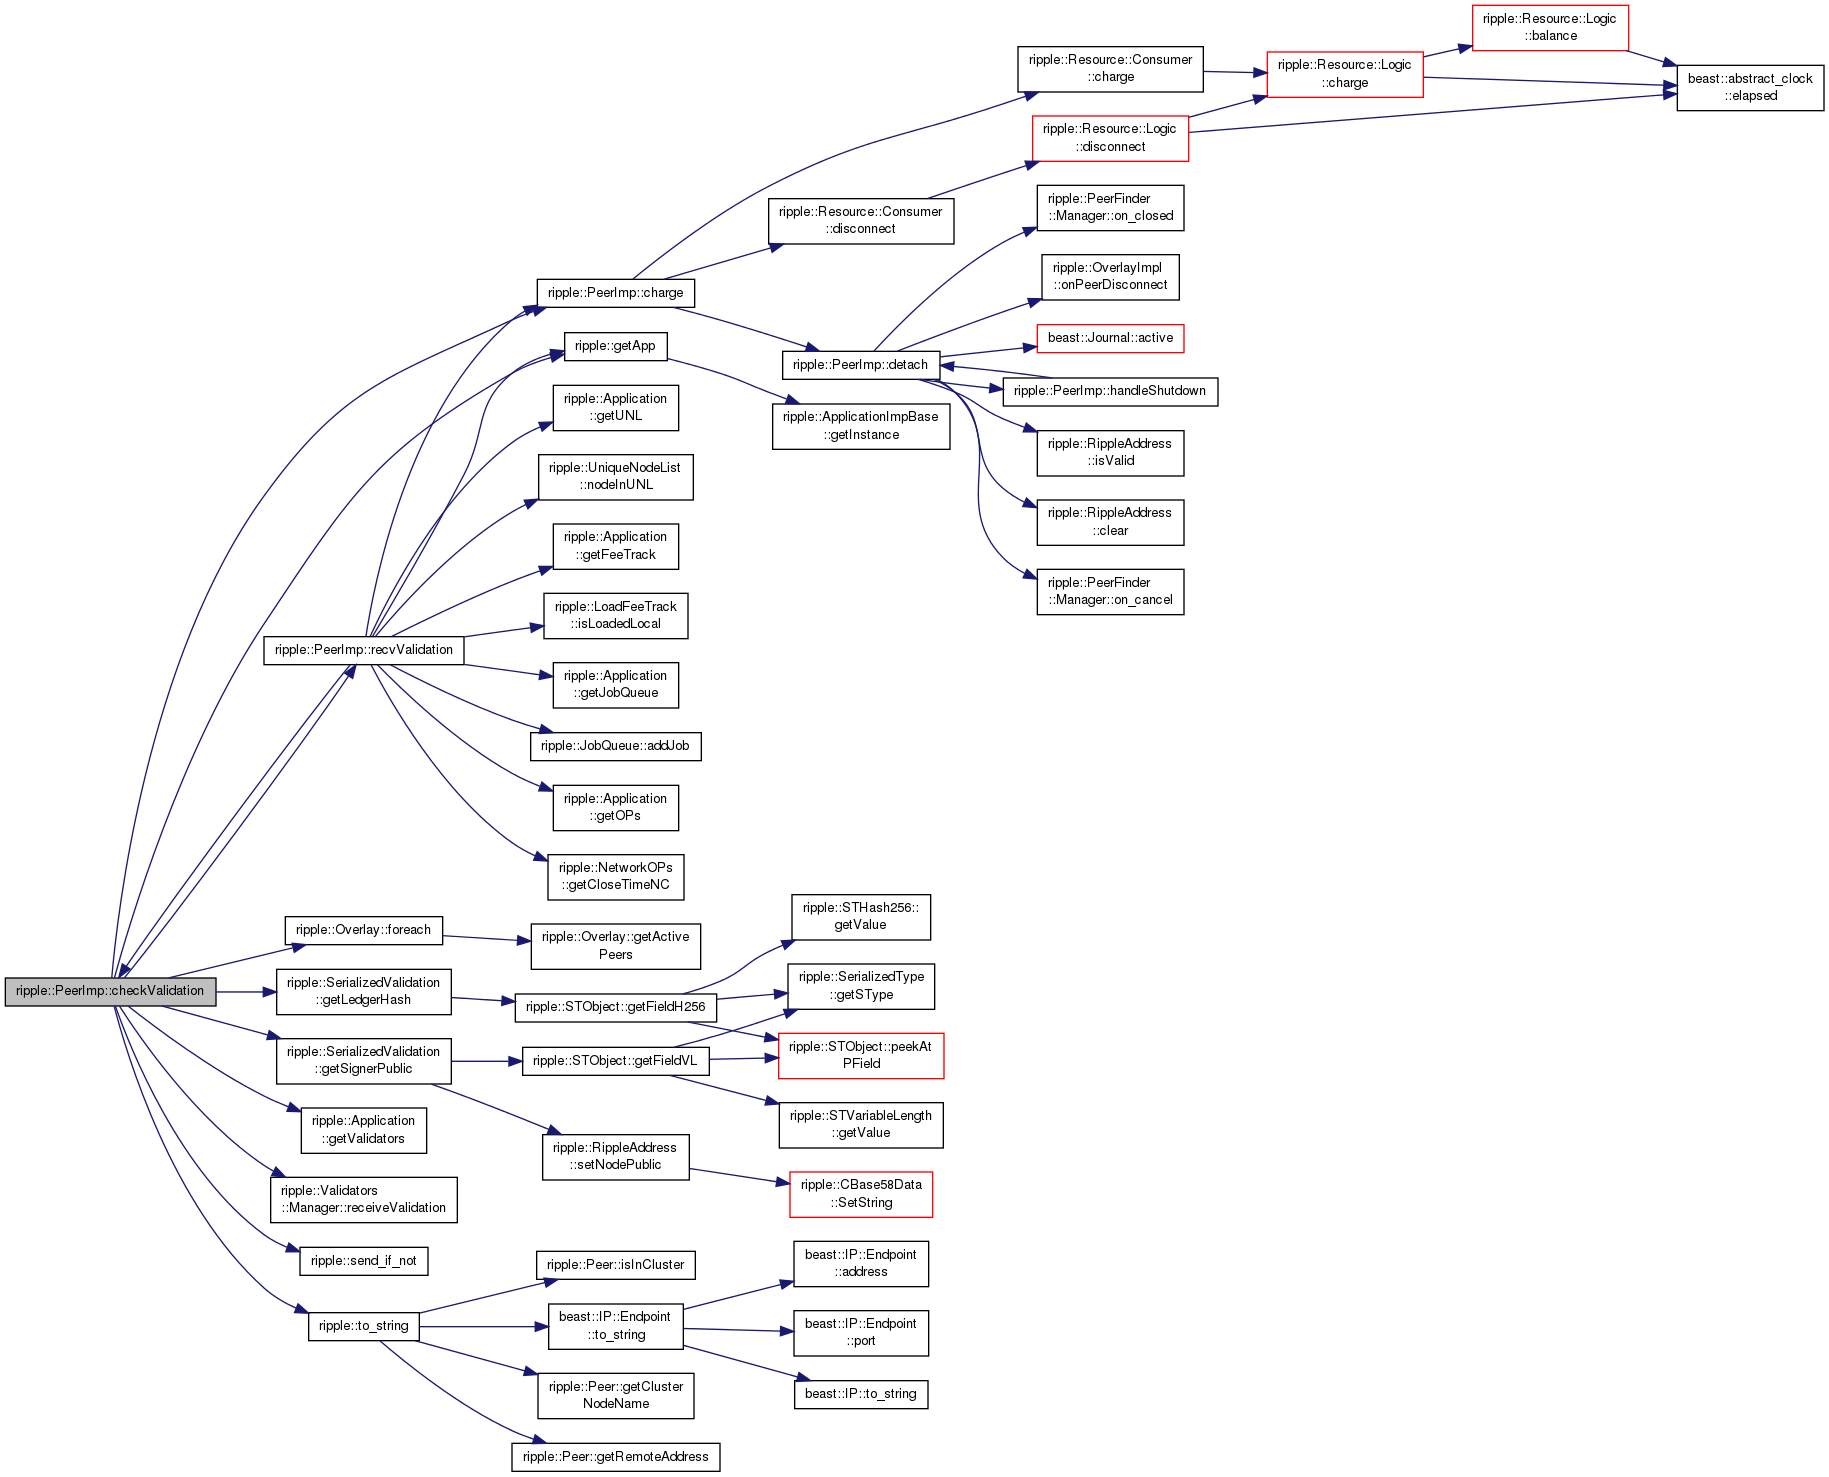 ripple::Resource::Logic
::balance
ripple::Resource::Consumer
::charge
ripple::Resource::Logic
::charge
beast::abstract_clock
::elapsed
ripple::Resource::Logic
::disconnect
ripple::PeerFinder
::Manager::on_closed
ripple::Resource::Consumer
::disconnect
ripple::OverlayImpl
::onPeerDisconnect
ripple::PeerImp::charge
beast::Journal::active
ripple::getApp
ripple::PeerImp::detach
ripple::PeerImp::handleShutdown
ripple::Application
::getUNL
ripple::ApplicationImpBase
::getInstance
ripple::RippleAddress
::isValid
ripple::UniqueNodeList
::nodeInUNL
ripple::RippleAddress
::clear
ripple::Application
::getFeeTrack
ripple::PeerFinder
::Manager::on_cancel
ripple::LoadFeeTrack
::isLoadedLocal
ripple::PeerImp::recvValidation
ripple::Application
::getJobQueue
ripple::JobQueue::addJob
ripple::Application
::getOPs
ripple::NetworkOPs
::getCloseTimeNC
ripple::STHash256::
getValue
ripple::Overlay::foreach
ripple::Overlay::getActive
Peers
ripple::SerializedType
::getSType
ripple::PeerImp::checkValidation
ripple::SerializedValidation
::getLedgerHash
ripple::STObject::getFieldH256
ripple::STObject::peekAt
PField
ripple::SerializedValidation
::getSignerPublic
ripple::STObject::getFieldVL
ripple::STVariableLength
::getValue
ripple::Application
::getValidators
ripple::RippleAddress
::setNodePublic
ripple::CBase58Data
::SetString
ripple::Validators
::Manager::receiveValidation
ripple::send_if_not
ripple::Peer::isInCluster
beast::IP::Endpoint
::address
ripple::to_string
beast::IP::Endpoint
::to_string
beast::IP::Endpoint
::port
ripple::Peer::getCluster
NodeName
beast::IP::to_string
ripple::Peer::getRemoteAddress